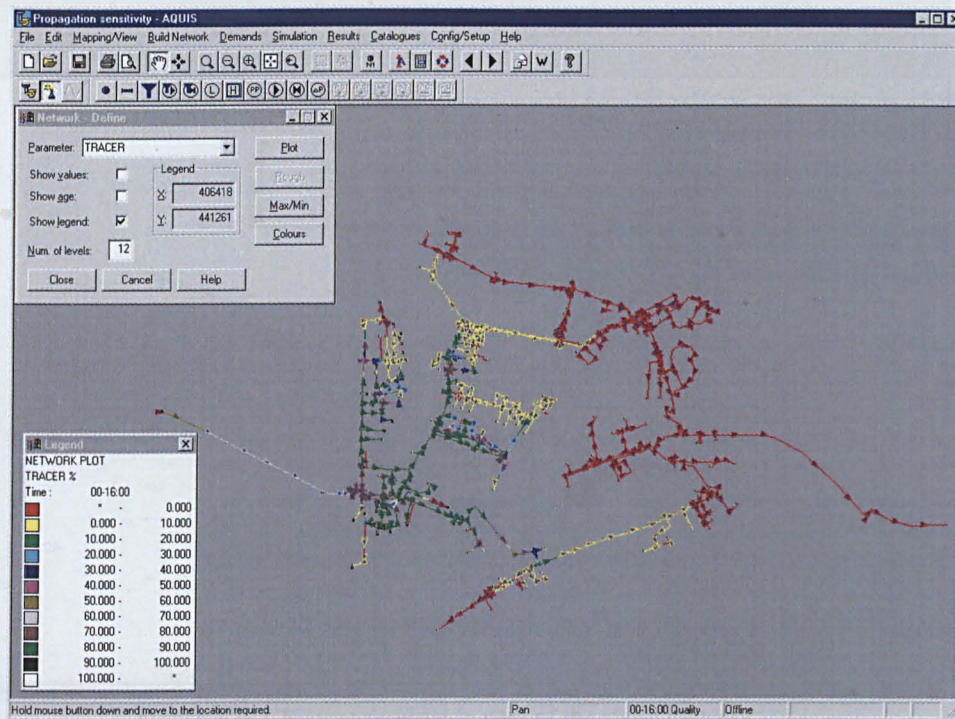 Propagation sensitivity - AQUIS
File Edit Mapping/View Build Network Demands Simulation Results Catalogues Config/Setup Help
N1 W ?
L H PP
Network - Define
Parameter: TRACER Plot
Show values: Legend Rough
Show age: X: 406418 Max/Min
Show legend: Y: 441261 Colours
Num. of levels: 12
Close Cancel Help
Legend
NETWORK PLOT
TRACER %
Time : 00-16:00
* - 0.000
0.000 - 10.000
10.000 - 20.000
20.000 - 30.000
30.000 - 40.000
40.000 - 50.000
50.000 - 60.000
60.000 - 70.000
70.000 - 80.000
80.000 - 90.000
90.000 - 100.000
100.000 - *
Hold mouse button down and move to the location required. Pan 00-16:00 Quality Offline